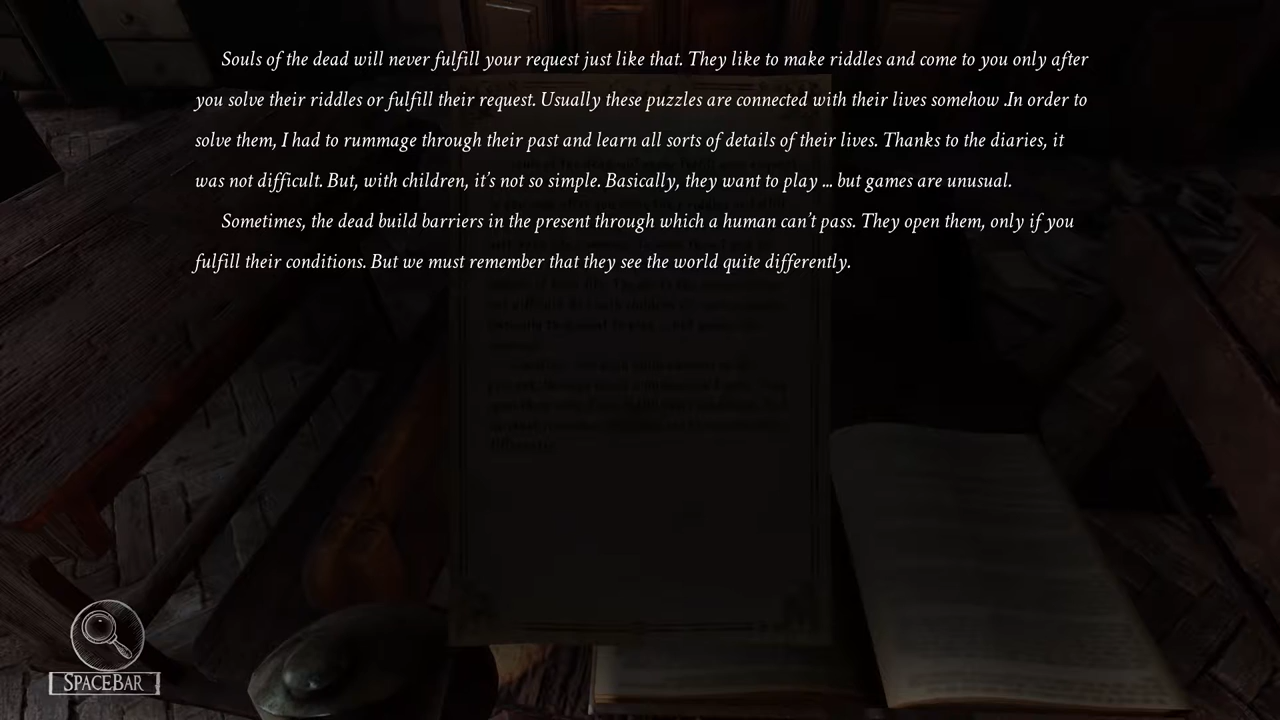 Souls of the dead will never fulfill your request just like that. They like to make riddles and come to you only after
you solve their riddles or fulfill their request. Usually these puzzles are connected with their lives somehow .In order to
solve them, I had to rummage through their past and learn all sorts of details of their lives. Thanks to the diaries, it
was not difficult. But, with children, it's not so simple. Basically, they want to play ... but games are unusual.
Sometimes, the dead build barriers in the present through which a human can't pass. They open them, only if you
fulfill their conditions. But we must remember that they see the world quite differently.
SPACEBAR